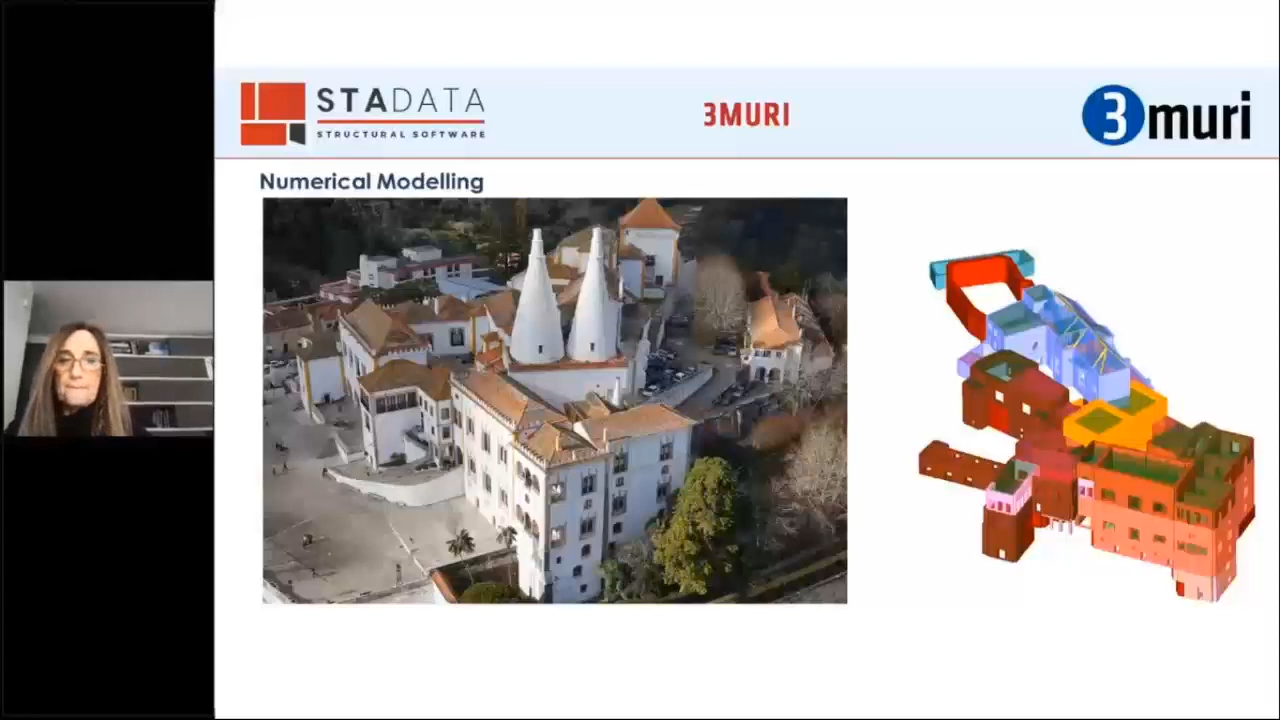 STADATA
STRUCTURAL SOFTWARE
3MURI
3muri
Numerical Modelling